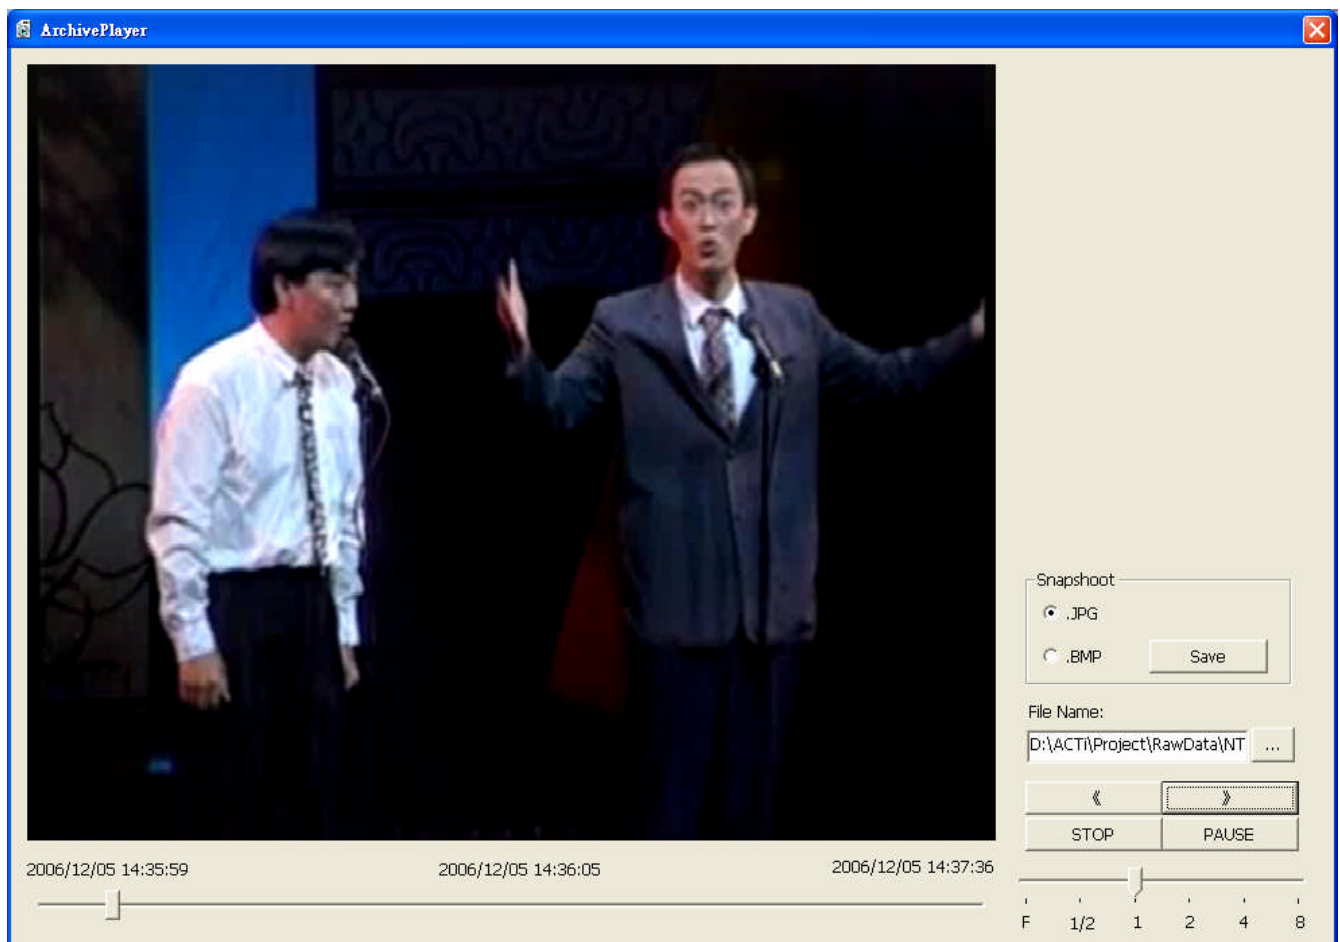 ArchivePlayer
Snapshoot
.JPG
.BMP
Save
File Name:
D:\ACTi\Project\RawData\NT
...
《
》
STOP
PAUSE
2006/12/05 14:35:59
2006/12/05 14:36:05
2006/12/05 14:37:36
F 1/2 1 2 4 8